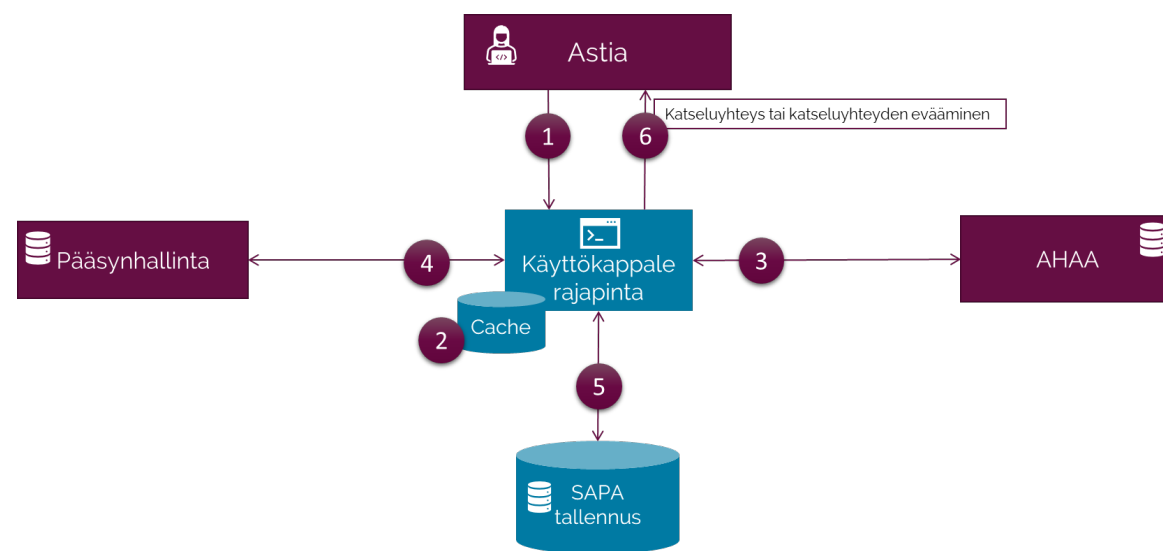 Astia
Katseluyhteys tai katseluyhteyden evääminen
1
6
Pääsynhallinta
4
Käyttökappale
rajapinta
3
AHAA
2
Cache
5
SAPA
tallennus